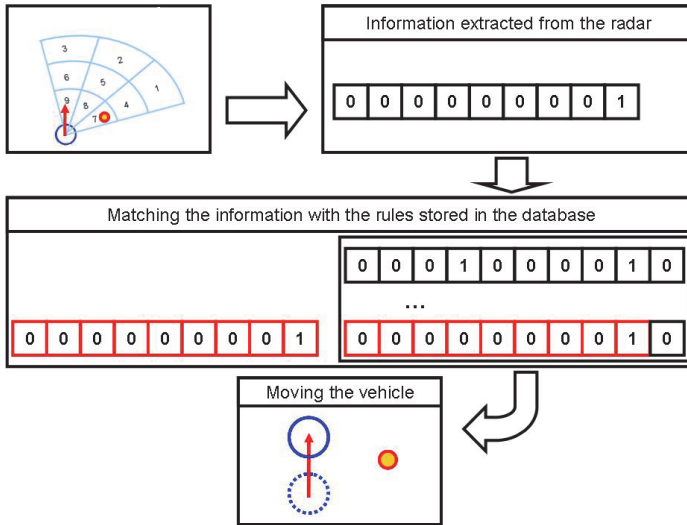 Information extracted from the radar
3
2
6
5
1
9
8
4
7
0 0 0 0 0 0 0 0 1
Matching the information with the rules stored in the database
0 0 0 1 0 0 0 0 1 0
...
0 0 0 0 0 0 0 0 1
0 0 0 0 0 0 0 0 1 0
Moving the vehicle